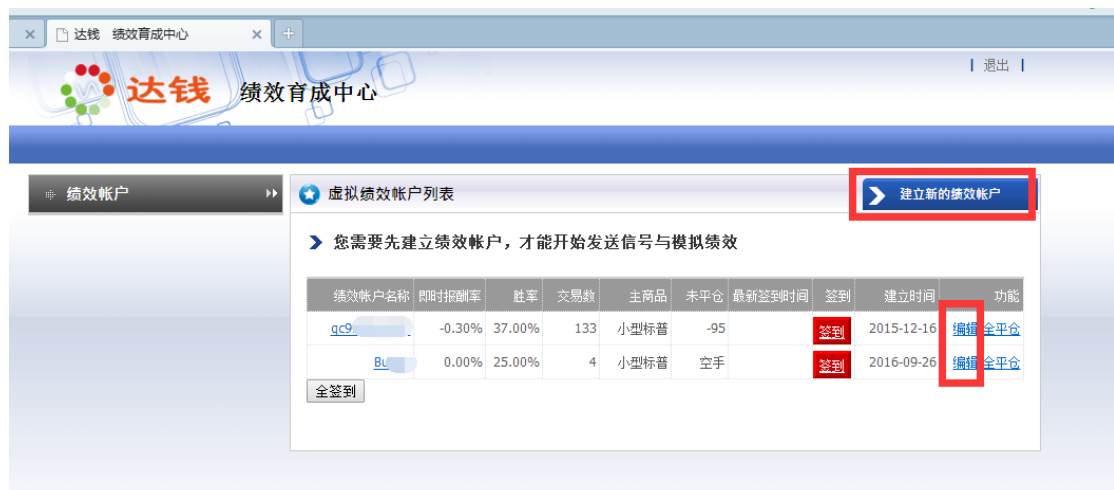 达钱 绩效育成中心
退出
达钱 绩效育成中心
绩效帐户
虚拟绩效帐户列表
建立新的绩效帐户
您需要先建立绩效帐户，才能开始发送信号与模拟绩效
绩效帐户名称 即时报酬率 胜率 交易数 主商品 未平仓 最新签到时间 签到 建立时间 功能
qc9 -0.30% 37.00% 133 小型标普 -95 签到 2015-12-16 编辑 全平仓
Bu 0.00% 25.00% 4 小型标普 空手 签到 2016-09-26 编辑 全平仓
全签到